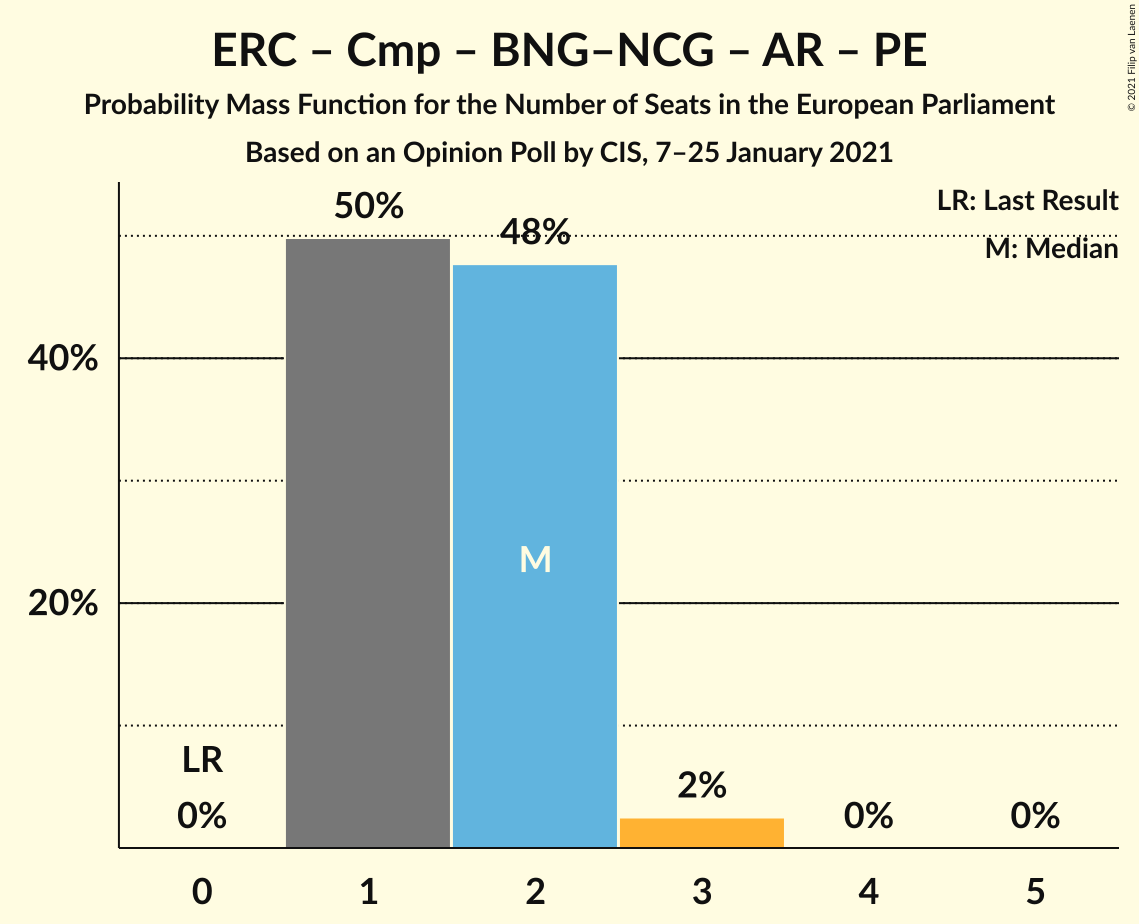 ERC – Cmp – BNG–NCG – AR – PE
Probability Mass Function for the Number of Seats in the European Parliament
Based on an Opinion Poll by CIS, 7–25 January 2021
© 2021 Filip van Laenen
LR: Last Result
M: Median
50%
48%
40%
20%
M
LR
0%
2%
0%
0%
0 1 2 3 4 5